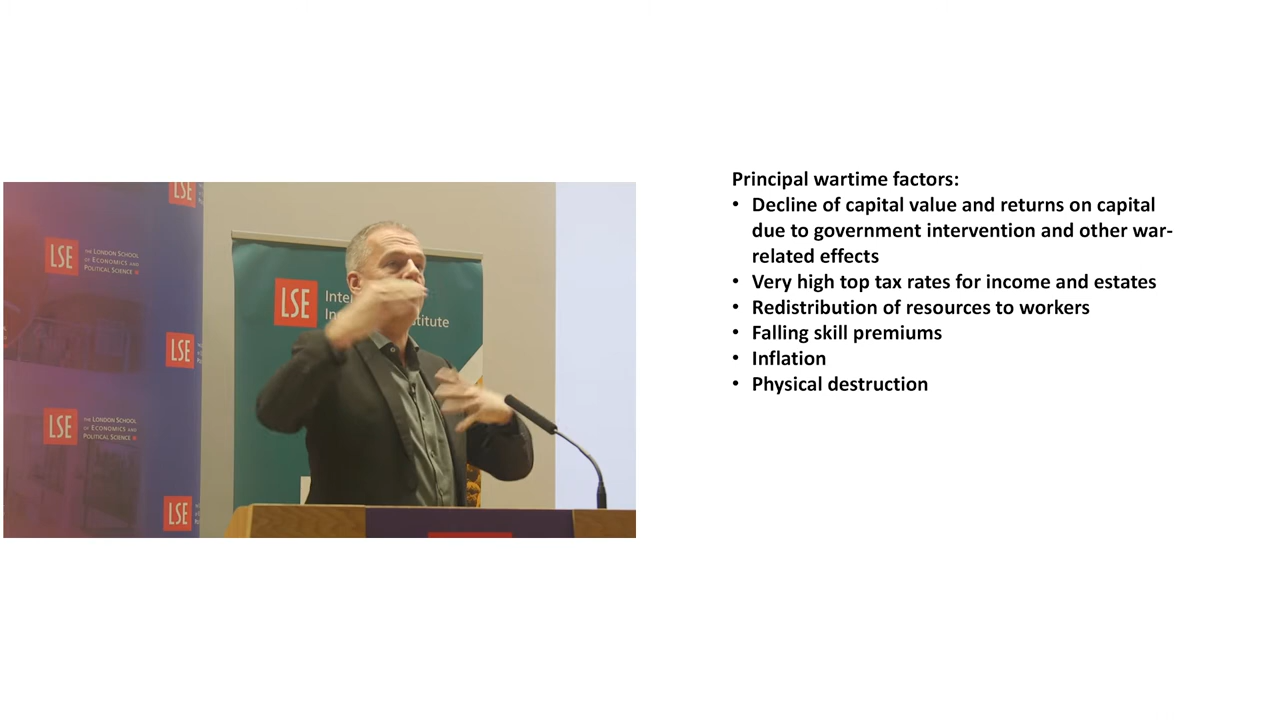 LSE
LSE
THE LONDON SCHOOL
OF ECONOMICS AND
POLITICAL SCIENCE
LSE
LSE
THE LONDON SCHOOL
OF ECONOMICS AND
POLITICAL SCIENCE
LSE
LSE
Principal wartime factors:
• Decline of capital value and returns on capital
due to government intervention and other war-
related effects
• Very high top tax rates for income and estates
• Redistribution of resources to workers
• Falling skill premiums
• Inflation
• Physical destruction